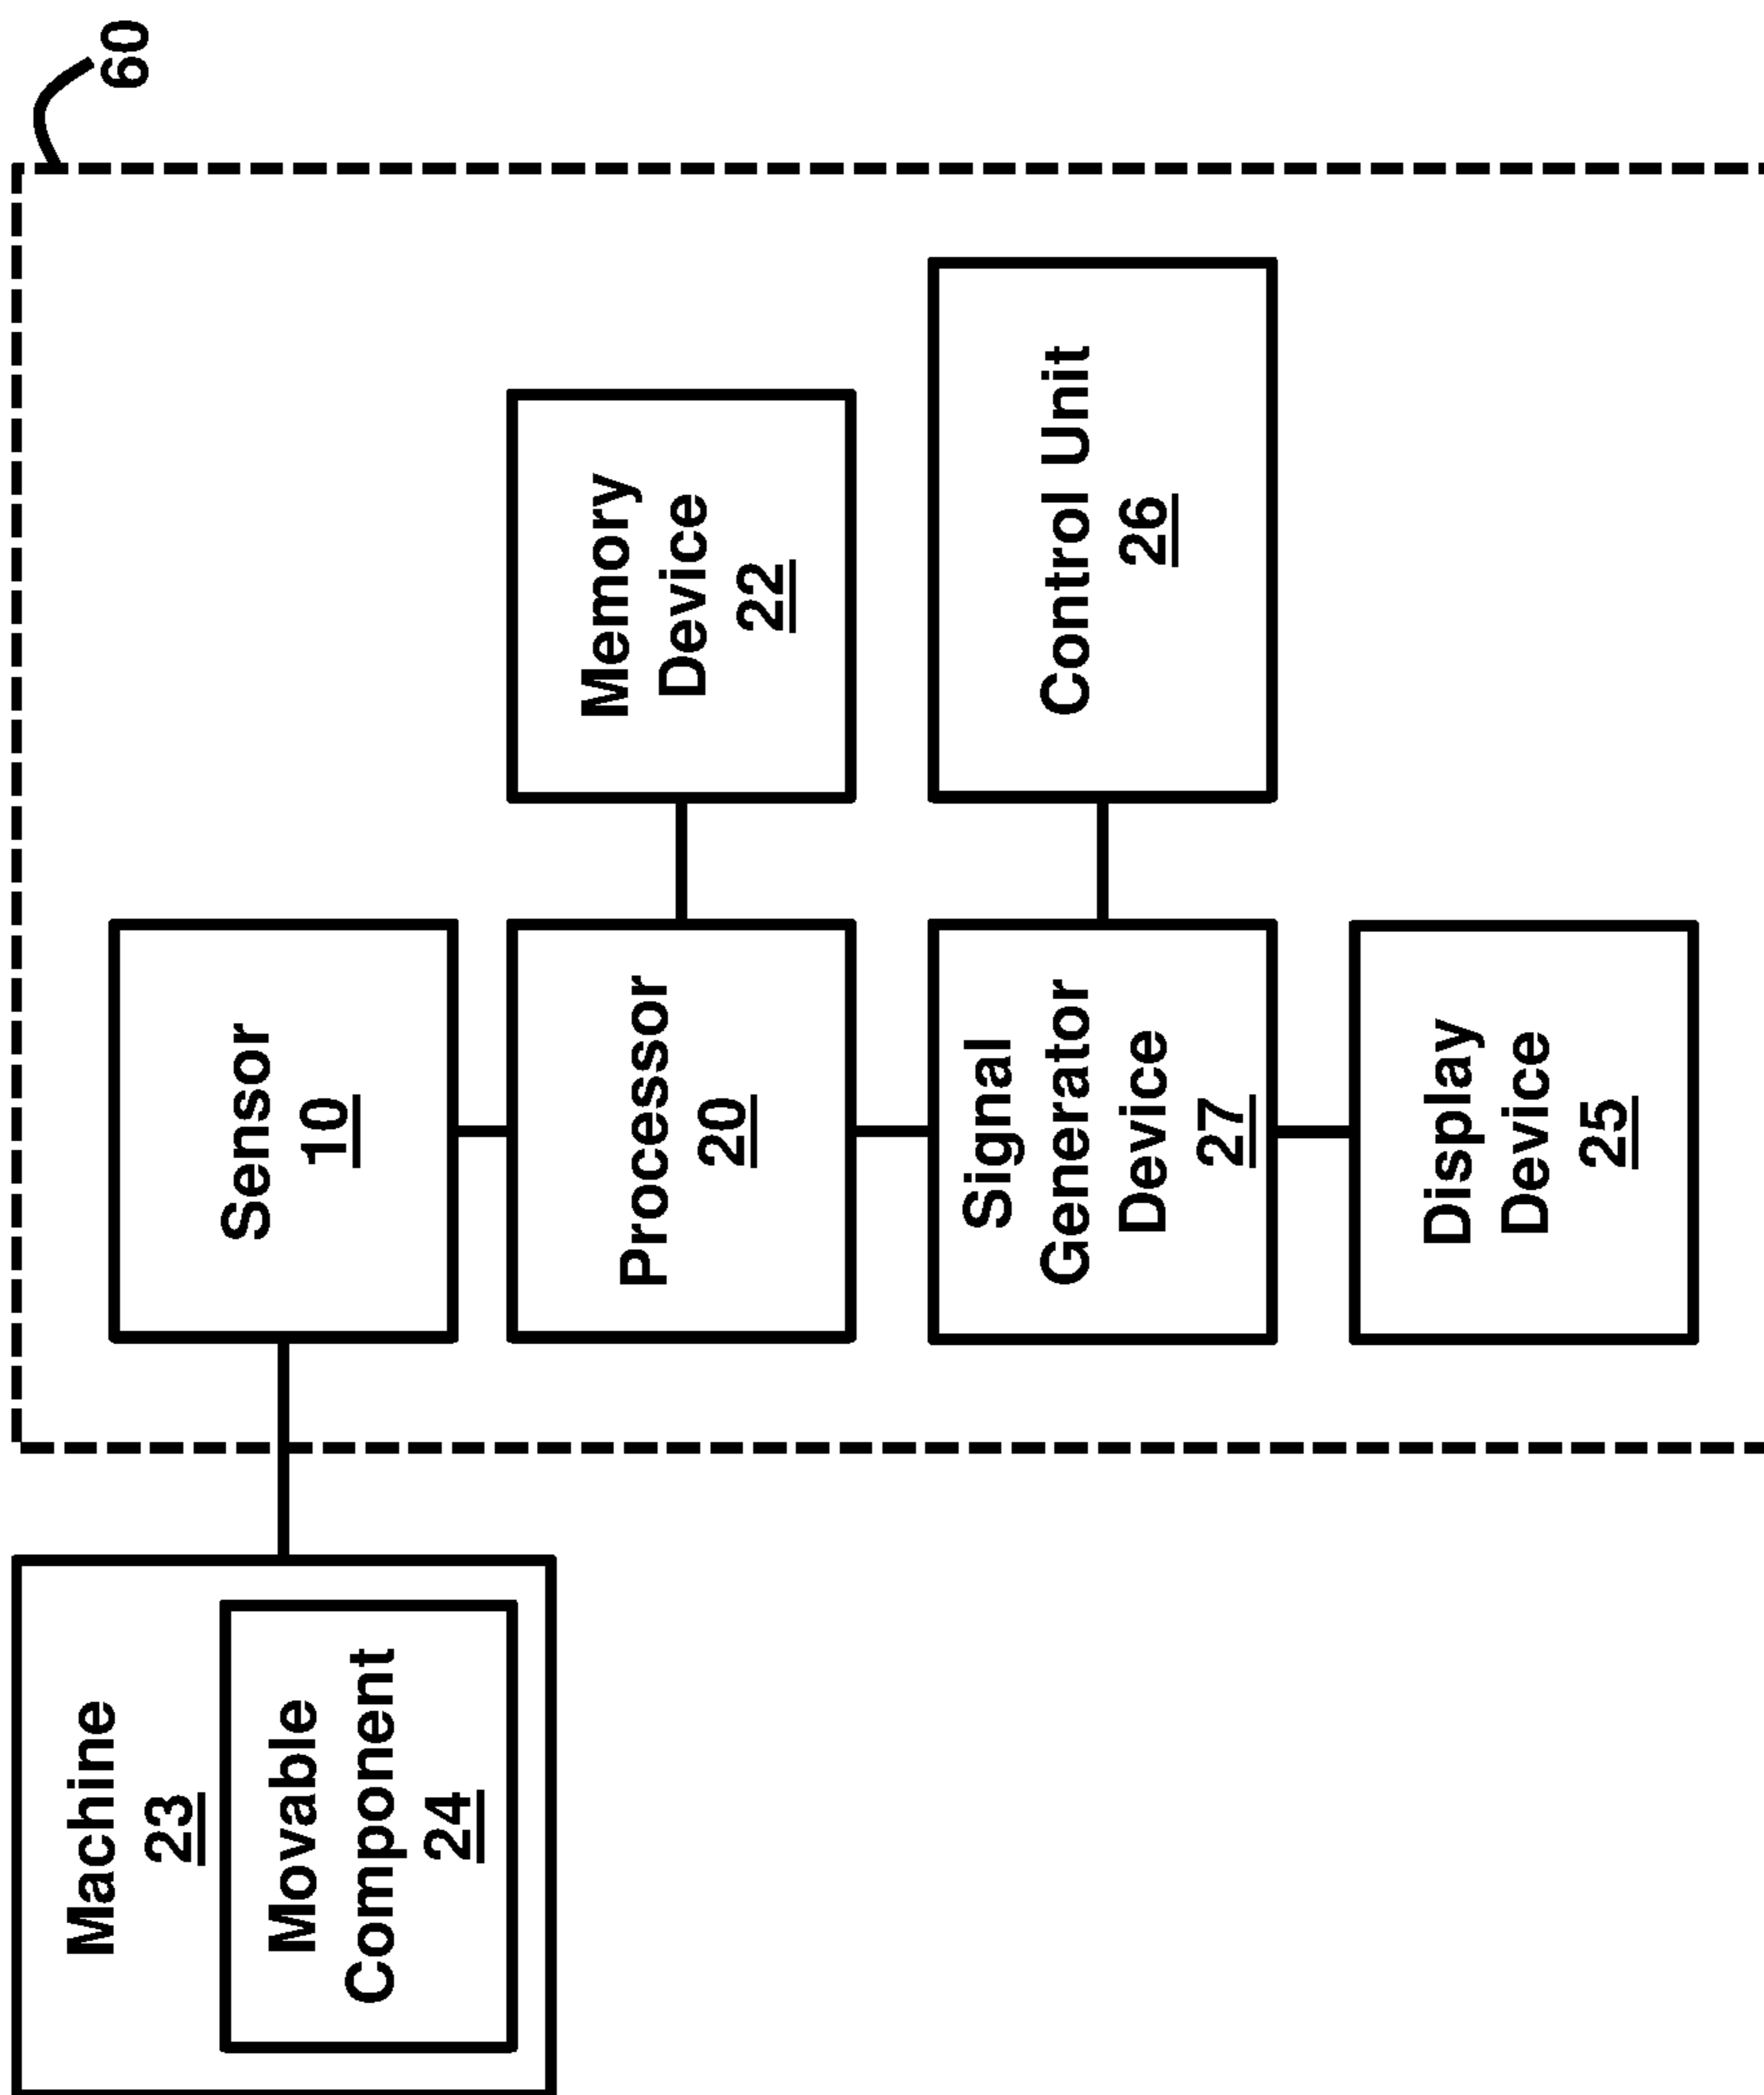 60
Machine
23
Movable
Component
24
Sensor
10
Processor
20
Memory
Device
22
Signal
Generator
Device
27
Control Unit
26
Display
Device
25